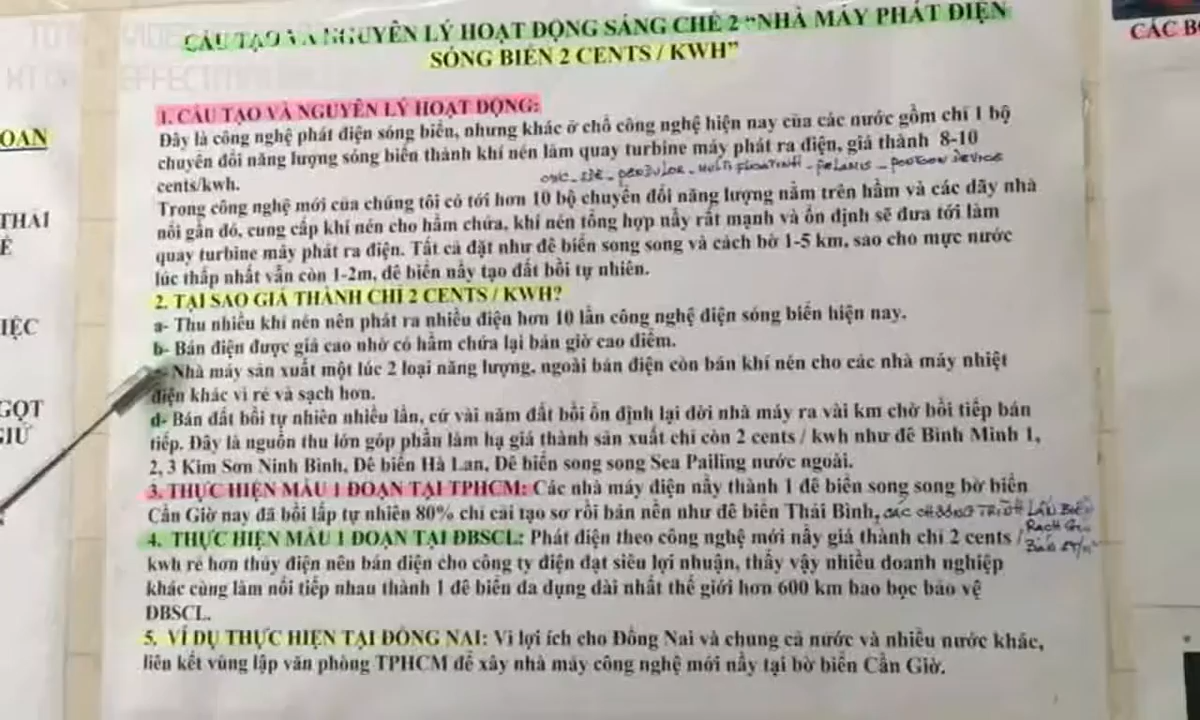 CẤU TẠO VÀ NGUYÊN LÝ HOẠT ĐỘNG SÁNG CHẾ 2 "NHÀ MÁY PHÁT ĐIỆN
SÓNG BIỂN 2 CENTS / KWH"
CÁC B
1. CẤU TẠO VÀ NGUYÊN LÝ HOẠT ĐỘNG:
Đây là công nghệ phát điện sóng biển, nhưng khác ở chỗ công nghệ hiện nay của các nước gồm chỉ 1 bộ
chuyển đổi năng lượng sóng biển thành khí nén làm quay turbine máy phát ra điện, giá thành 8-10
cents/kwh.
PELAMIS
Trong công nghệ mới của chúng tôi có tới hơn 10 bộ chuyển đổi năng lượng nằm trên hầm và các dãy nhà
nổi gần đó, cung cấp khí nén cho hầm chứa, khí nén tổng hợp nầy rất mạnh và ổn định sẽ đưa tới làm
quay turbine máy phát ra điện. Tất cả đặt như đê biển song song và cách bờ 1-5 km, sao cho mực nước
lúc thấp nhất vẫn còn 1-2m, đê biển nầy tạo đất bồi tự nhiên.
2. TẠI SAO GIÁ THÀNH CHỈ 2 CENTS / KWH?
a- Thu nhiều khí nén nên phát ra nhiều điện hơn 10 lần công nghệ điện sóng biển hiện nay.
b- Bán điện được giá cao nhờ có hầm chứa lại bán giờ cao điểm.
- Nhà máy sản xuất một lúc 2 loại năng lượng, ngoài bán điện còn bán khí nén cho các nhà máy nhiệt
điện khác vì rẻ và sạch hơn.
d- Bán đất bồi tự nhiên nhiều lần, cứ vài năm đất bồi ổn định lại dời nhà máy ra vài km chờ bồi tiếp bán
tiếp. Đây là nguồn thu lớn góp phần làm hạ giá thành sản xuất chỉ còn 2 cents / kwh như đê Bình Minh 1,
2, 3 Kim Sơn Ninh Bình, Dê biển Hà Lan, Dê biển song song Sea Pailing nước ngoài.
3. THỰC HIỆN MẪU 1 ĐOẠN TẠI TPHCM: Các nhà máy điện nầy thành 1 đê biển song song bờ biển
Cần Giờ nay đã bồi lấp tự nhiên 80% chỉ cải tạo sơ rồi bán nền như đê biển Thái Bình, CÁC CHƯƠNG TRÌNH LẤN BIỂN
4. THỰC HIỆN MẪU 1 ĐOẠN TẠI ĐBSCL: Phát điện theo công nghệ mới nầy giá thành chỉ 2 cents /
kwh rẻ hơn thủy điện nên bán điện cho công ty điện đạt siêu lợi nhuận, thấy vậy nhiều doanh nghiệp
khác cùng làm nối tiếp nhau thành 1 đê biển đa dụng dài nhất thế giới hơn 600 km bao bọc bảo vệ
ĐBSCL.
5. VÍ DỤ THỰC HIỆN TẠI ĐỒNG NAI: Vì lợi ích cho Đồng Nai và chung cả nước và nhiều nước khác,
liên kết vùng lập văn phòng TPHCM để xây nhà máy công nghệ mới nầy tại bờ biển Cần Giờ.
OAN
THẢI
IỆC
GỌT
GIỮ